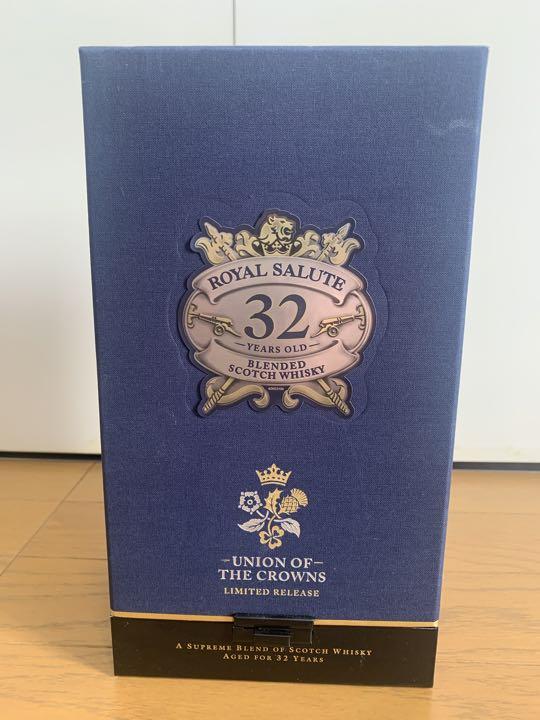 ROYAL SALUTE
32
YEARS OLD
BLENDED
SCOTCH WHISKY
-UNION OF-
THE CROWNS
LIMITED RELEASE
A SUPREME BLEND OF SCOTCH WHISKY
AGED FOR 32 YEARS